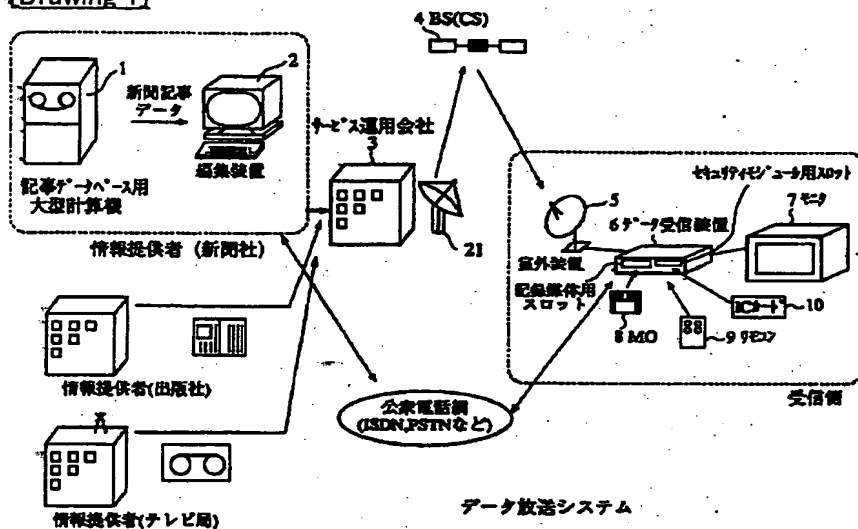 [Drawing 1]
4 BS(CS)
1
2
新聞記事
データ
編集装置
記事データベース用
大型計算機
情報提供者 (新聞社)
サービス運用会社
3
21
セキュリティモジュール用スロット
5
6 データ受信装置
7 モニタ
室外装置
記録媒体用
スロット
8 MO
9 リモコン
ICカード
10
受信側
情報提供者(出版社)
公衆電話網
(ISDN,PSTNなど)
情報提供者(テレビ局)
データ放送システム